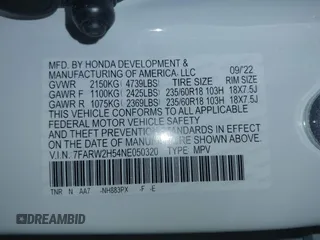 MFD. BY HONDA DEVELOPMENT &
MANUFACTURING OF AMERICA. LLC 09/22
GVWR 2150KG( 4739LBS) TIRE SIZE RIM SIZE
GAWR F 1100KG( 2425LBS) 235/60R18 103H 18X7.5J
GAWR R 1075KG( 2369LBS) 235/60R18 103H 18X7.5J
THIS VEHICLE CONFORMS TO ALL APPLICABLE
FEDERAL MOTOR VEHICLE SAFETY AND
THEFT PREVENTION STANDARDS IN EFFECT
ON THE DATE OF MANUFACTURE SHOWN ABOVE.
V.I.N. 7FARW2H54NE050320 TYPE MPV
TNR N AA7 -NH883PX -F -E
DREAMBID